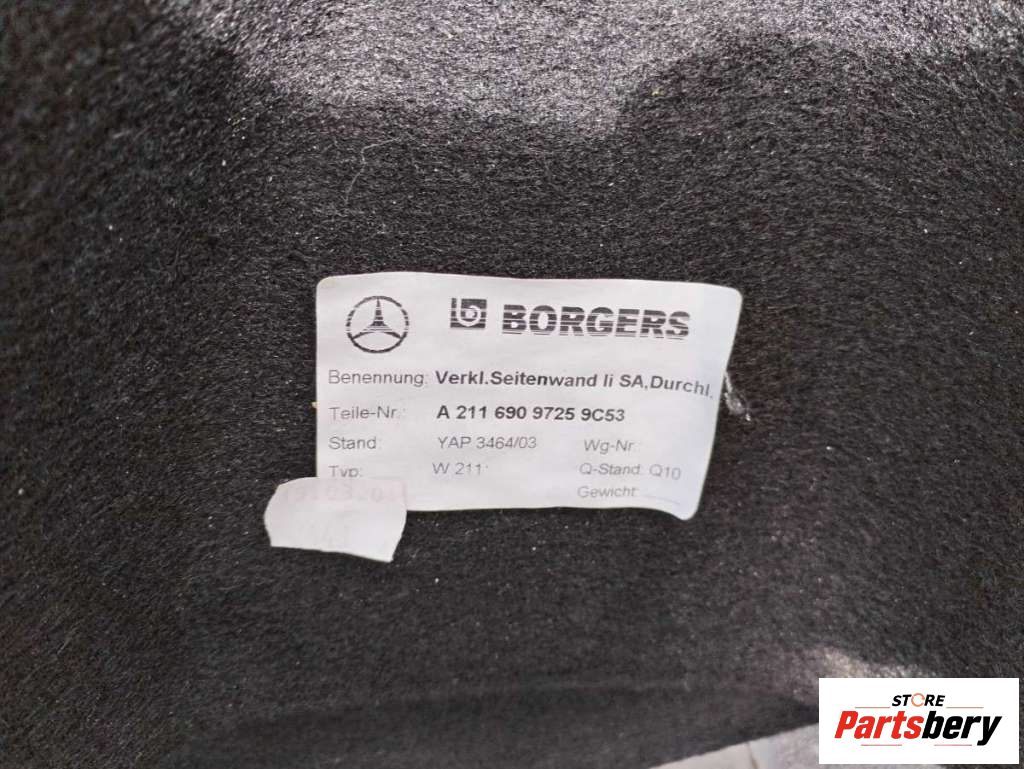 BORGERS
Benennung: Verkl.Seitenwand li SA,Durchl.
Teile-Nr.: A 211 690 9725 9C53
Stand: YAP 3464/03 Wg-Nr.:
Typ: W 211 Q-Stand: Q10
Gewicht:
STORE
Partsbery